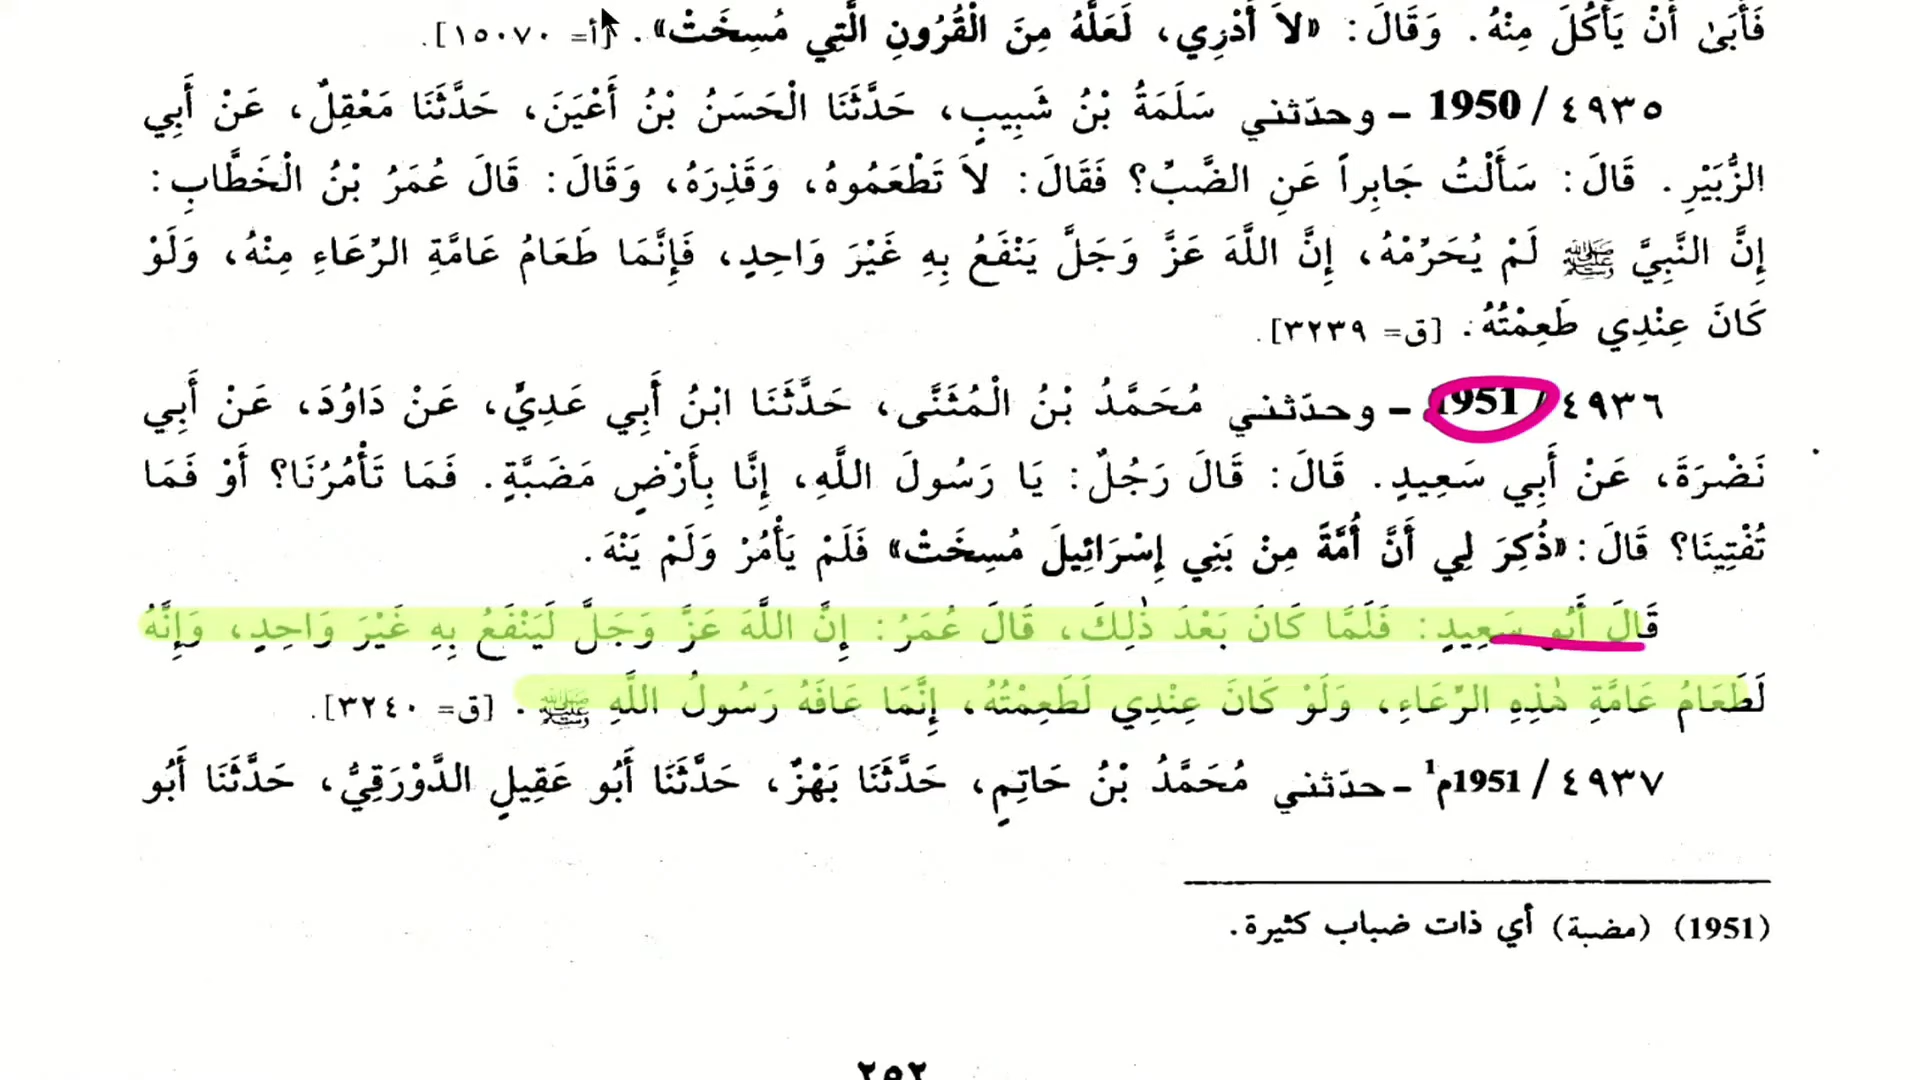 فَأَبَىٰ أَنْ يَأْكُلَ مِنْهُ. وَقَالَ: «لاَ أَدْرِي، لَعَلَّهُ مِنَ الْقُرُونِ الَّتِي مُسِخَتْ». [أ= ١٥٠٧٠].
٤٩٣٥ / 1950 – وحدّثني سَلَمَةُ بْنُ شَبِيبٍ، حَدَّثَنَا الْحَسَنُ بْنُ أَعْيَنَ، حَدَّثَنَا مَعْقِلٌ، عَنْ أَبِي
الزُّبَيْرِ. قَالَ: سَأَلْتُ جَابِراً عَنِ الضَّبِّ؟ فَقَالَ: لاَ تَطْعَمُوهُ، وَقَذِرَهُ، وَقَالَ: قَالَ عُمَرُ بْنُ الْخَطَّابِ:
إِنَّ النَّبِيَّ ﷺ لَمْ يُحَرِّمْهُ، إِنَّ اللَّهَ عَزَّ وَجَلَّ يَنْفَعُ بِهِ غَيْرَ وَاحِدٍ، فَإِنَّمَا طَعَامُ عَامَّةِ الرِّعَاءِ مِنْهُ، وَلَوْ
كَانَ عِنْدِي طَعِمْتُهُ. [ق= ٣٢٣٩].
٤٩٣٦ / 1951 – وحدّثني مُحَمَّدُ بْنُ الْمُثَنَّى، حَدَّثَنَا ابْنُ أَبِي عَدِيٍّ، عَنْ دَاوُدَ، عَنْ أَبِي
نَضْرَةَ، عَنْ أَبِي سَعِيدٍ. قَالَ: قَالَ رَجُلٌ: يَا رَسُولَ اللَّهِ، إِنَّا بِأَرْضٍ مَضَبَّةٍ. فَمَا تَأْمُرُنَا؟ أَوْ فَمَا
تُفْتِينَا؟ قَالَ: «ذُكِرَ لِي أَنَّ أُمَّةً مِنْ بَنِي إِسْرَائِيلَ مُسِخَتْ» فَلَمْ يَأْمُرْ وَلَمْ يَنْهَ.
قَالَ أَبُو سَعِيدٍ: فَلَمَّا كَانَ بَعْدَ ذٰلِكَ، قَالَ عُمَرُ: إِنَّ اللَّهَ عَزَّ وَجَلَّ لَيَنْفَعُ بِهِ غَيْرَ وَاحِدٍ، وَإِنَّهُ
لَطَعَامُ عَامَّةِ هٰذِهِ الرِّعَاءِ، وَلَوْ كَانَ عِنْدِي لَطَعِمْتُهُ، إِنَّمَا عَافَهُ رَسُولُ اللَّهِ ﷺ. [ق= ٣٢٤٠].
٤٩٣٧ / 1951م¹ – حدّثني مُحَمَّدُ بْنُ حَاتِمٍ، حَدَّثَنَا بَهْزٌ، حَدَّثَنَا أَبُو عَقِيلٍ الدَّوْرَقِيُّ، حَدَّثَنَا أَبُو
(1951) (مضبة) أي ذات ضباب كثيرة.
٢٥٢